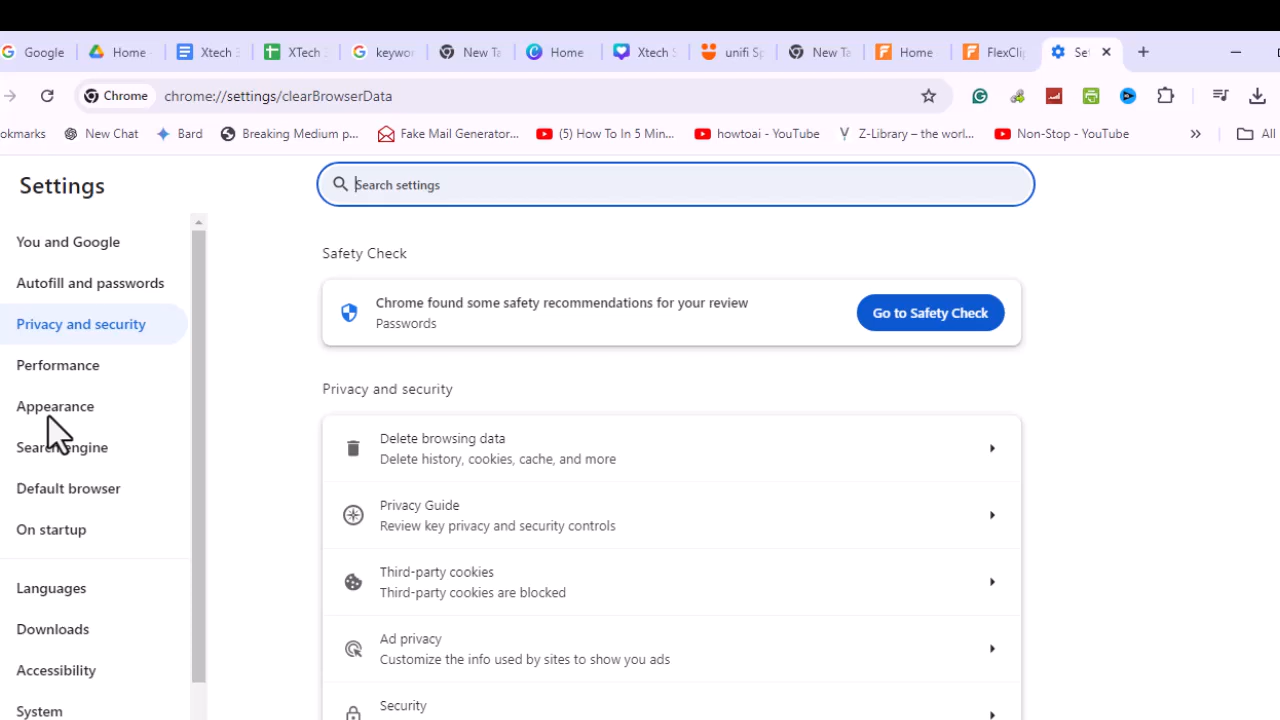 Google
Home
Xtech
XTech
keywor
New Ta
Home
Xtech S
unifi Sp
New Ta
Home
FlexCli
Set
Chrome
chrome://settings/clearBrowserData
okmarks
New Chat
Bard
Breaking Medium p...
Fake Mail Generator...
(5) How To In 5 Min...
howtoai - YouTube
Z-Library – the worl...
Non-Stop - YouTube
All
Settings
Search settings
You and Google
Autofill and passwords
Privacy and security
Performance
Appearance
Search engine
Default browser
On startup
Languages
Downloads
Accessibility
System
Safety Check
Chrome found some safety recommendations for your review
Passwords
Go to Safety Check
Privacy and security
Delete browsing data
Delete history, cookies, cache, and more
Privacy Guide
Review key privacy and security controls
Third-party cookies
Third-party cookies are blocked
Ad privacy
Customize the info used by sites to show you ads
Security